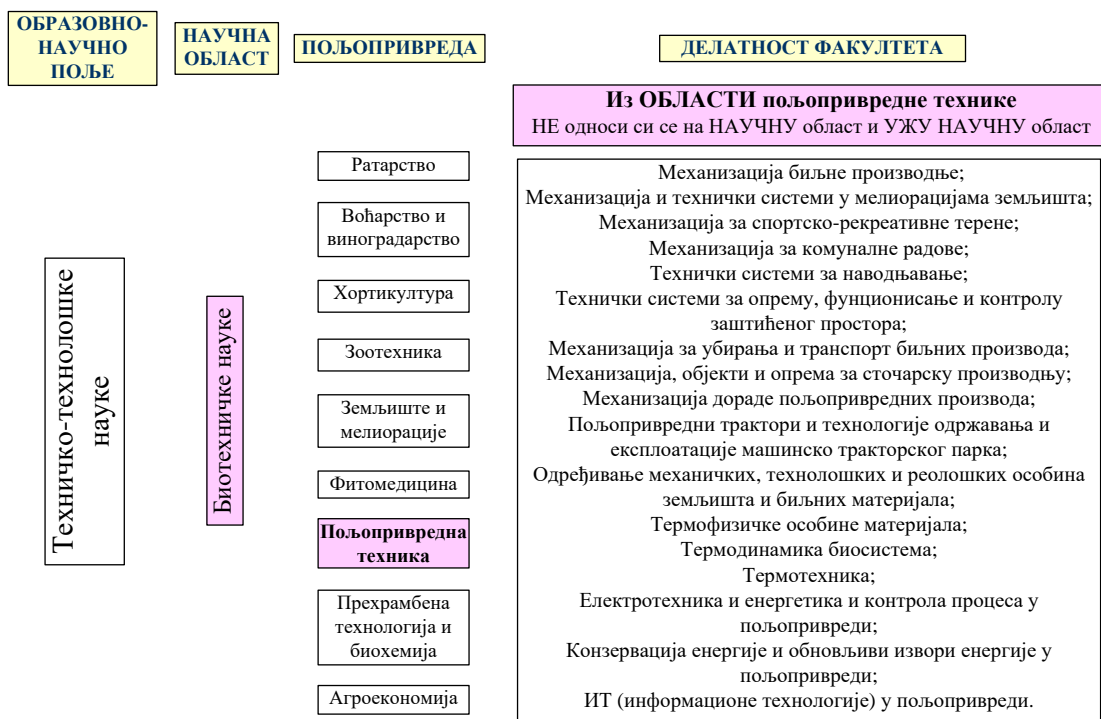 ОБРАЗОВНО-
НАУЧНО
ПОЉЕ
НАУЧНА
ОБЛАСТ
ПОЉОПРИВРЕДА
ДЕЛАТНОСТ ФАКУЛТЕТА
Из ОБЛАСТИ пољопривредне технике
НЕ односи си се на НАУЧНУ област и УЖУ НАУЧНУ област
Техничко-технолошке
науке
Биотехничке науке
Ратарство
Воћарство и
виноградарство
Хортикултура
Зоотехника
Земљиште и
мелиорације
Фитомедицина
Пољопривредна
техника
Прехрамбена
технологија и
биохемија
Агроекономија
Механизација биљне производње;
Механизација и технички системи у мелиорацијама земљишта;
Механизација за спортско-рекреативне терене;
Механизација за комуналне радове;
Технички системи за наводњавање;
Технички системи за опрему, фунционисање и контролу
заштићеног простора;
Механизација за убирања и транспорт биљних производа;
Механизација, објекти и опрема за сточарску производњу;
Механизација дораде пољопривредних производа;
Пољопривредни трактори и технологије одржавања и
експлоатације машинско тракторског парка;
Одређивање механичких, технолошких и реолошких особина
земљишта и биљних материјала;
Термофизичке особине материјала;
Термодинамика биосистема;
Термотехника;
Електротехника и енергетика и контрола процеса у
пољопривреди;
Конзервација енергије и обновљиви извори енергије у
пољопривреди;
ИТ (информационе технологије) у пољопривреди.